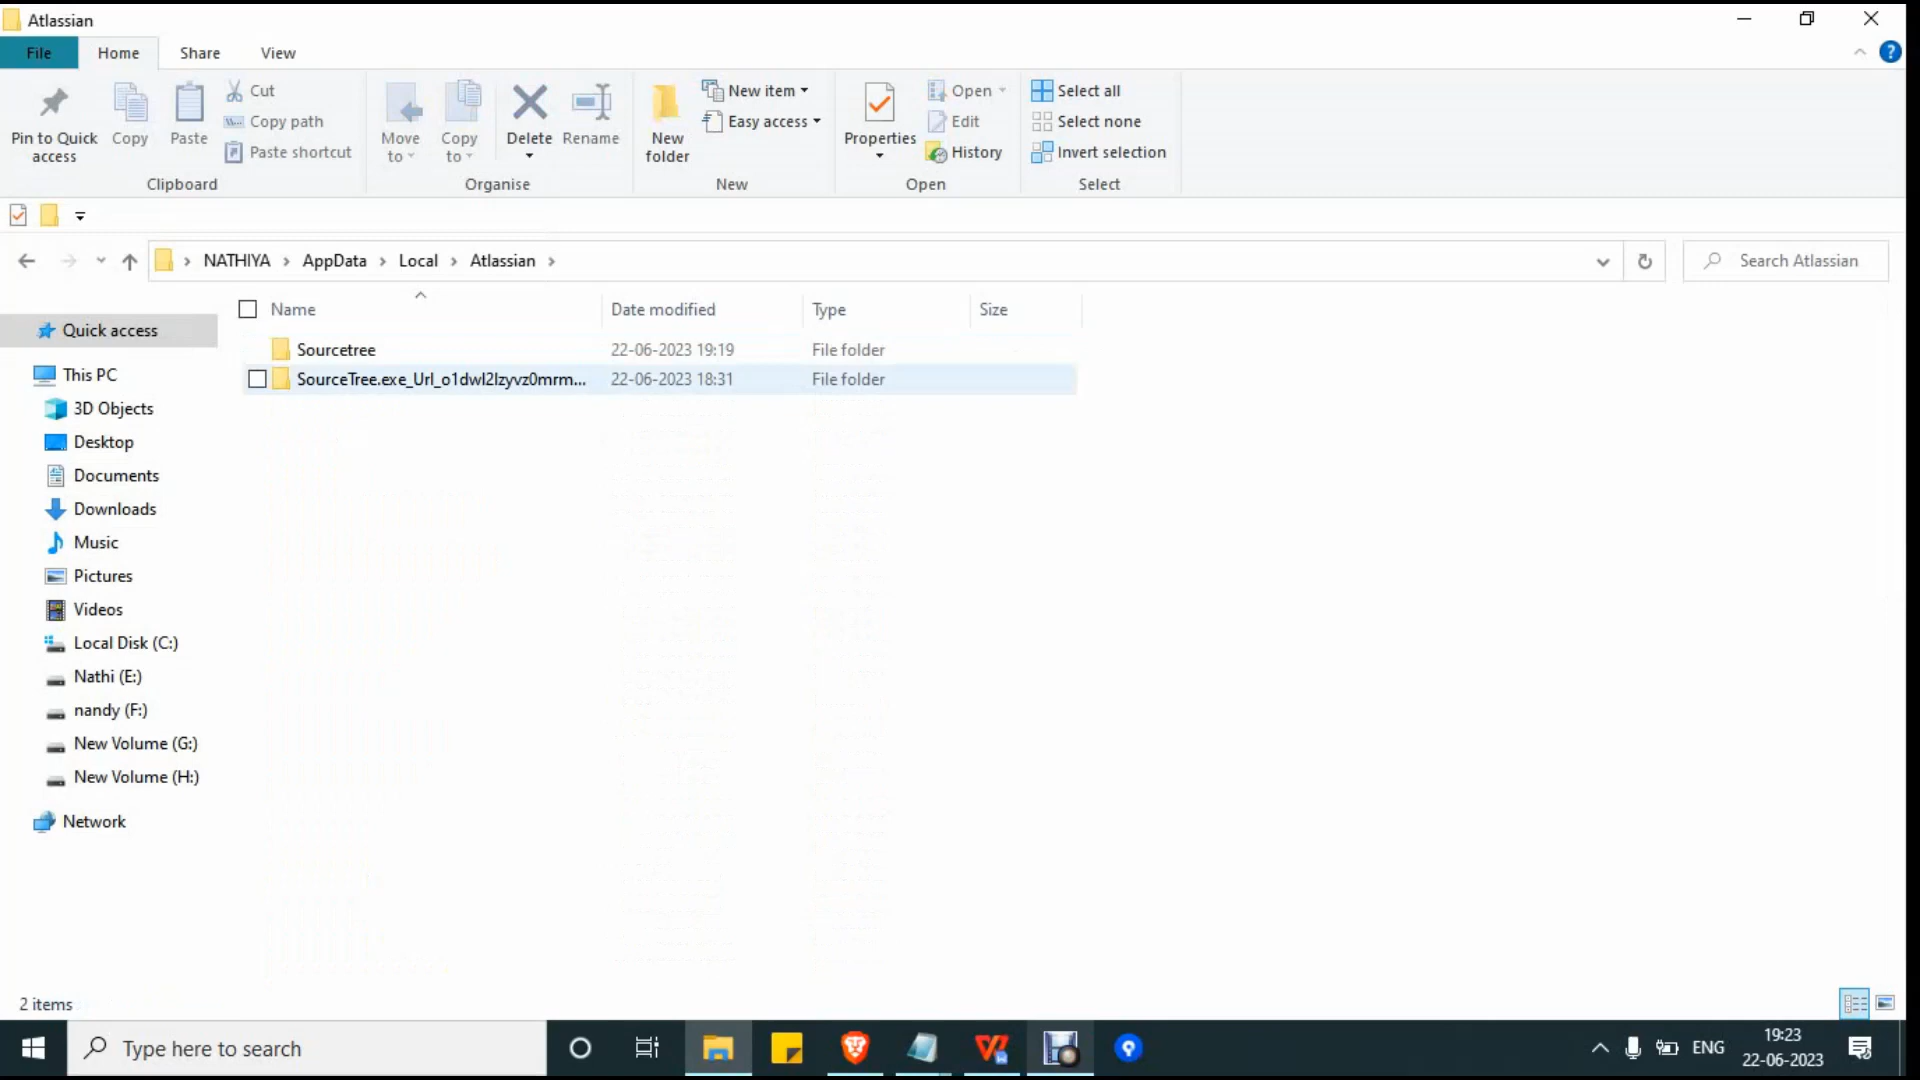 Atlassian
File Home Share View
Pin to Quick access
Copy
Paste
Cut
Copy path
Paste shortcut
Clipboard
Move to
Copy to
Delete
Rename
Organise
New folder
New item
Easy access
New
Properties
Open
Edit
History
Open
Select all
Select none
Invert selection
Select
NATHIYA > AppData > Local > Atlassian >
Search Atlassian
Name Date modified Type Size
Sourcetree 22-06-2023 19:19 File folder
SourceTree.exe_Url_o1dwl2lzyvz0mrm... 22-06-2023 18:31 File folder
Quick access
This PC
3D Objects
Desktop
Documents
Downloads
Music
Pictures
Videos
Local Disk (C:)
Nathi (E:)
nandy (F:)
New Volume (G:)
New Volume (H:)
Network
2 items
Type here to search
ENG
19:23
22-06-2023